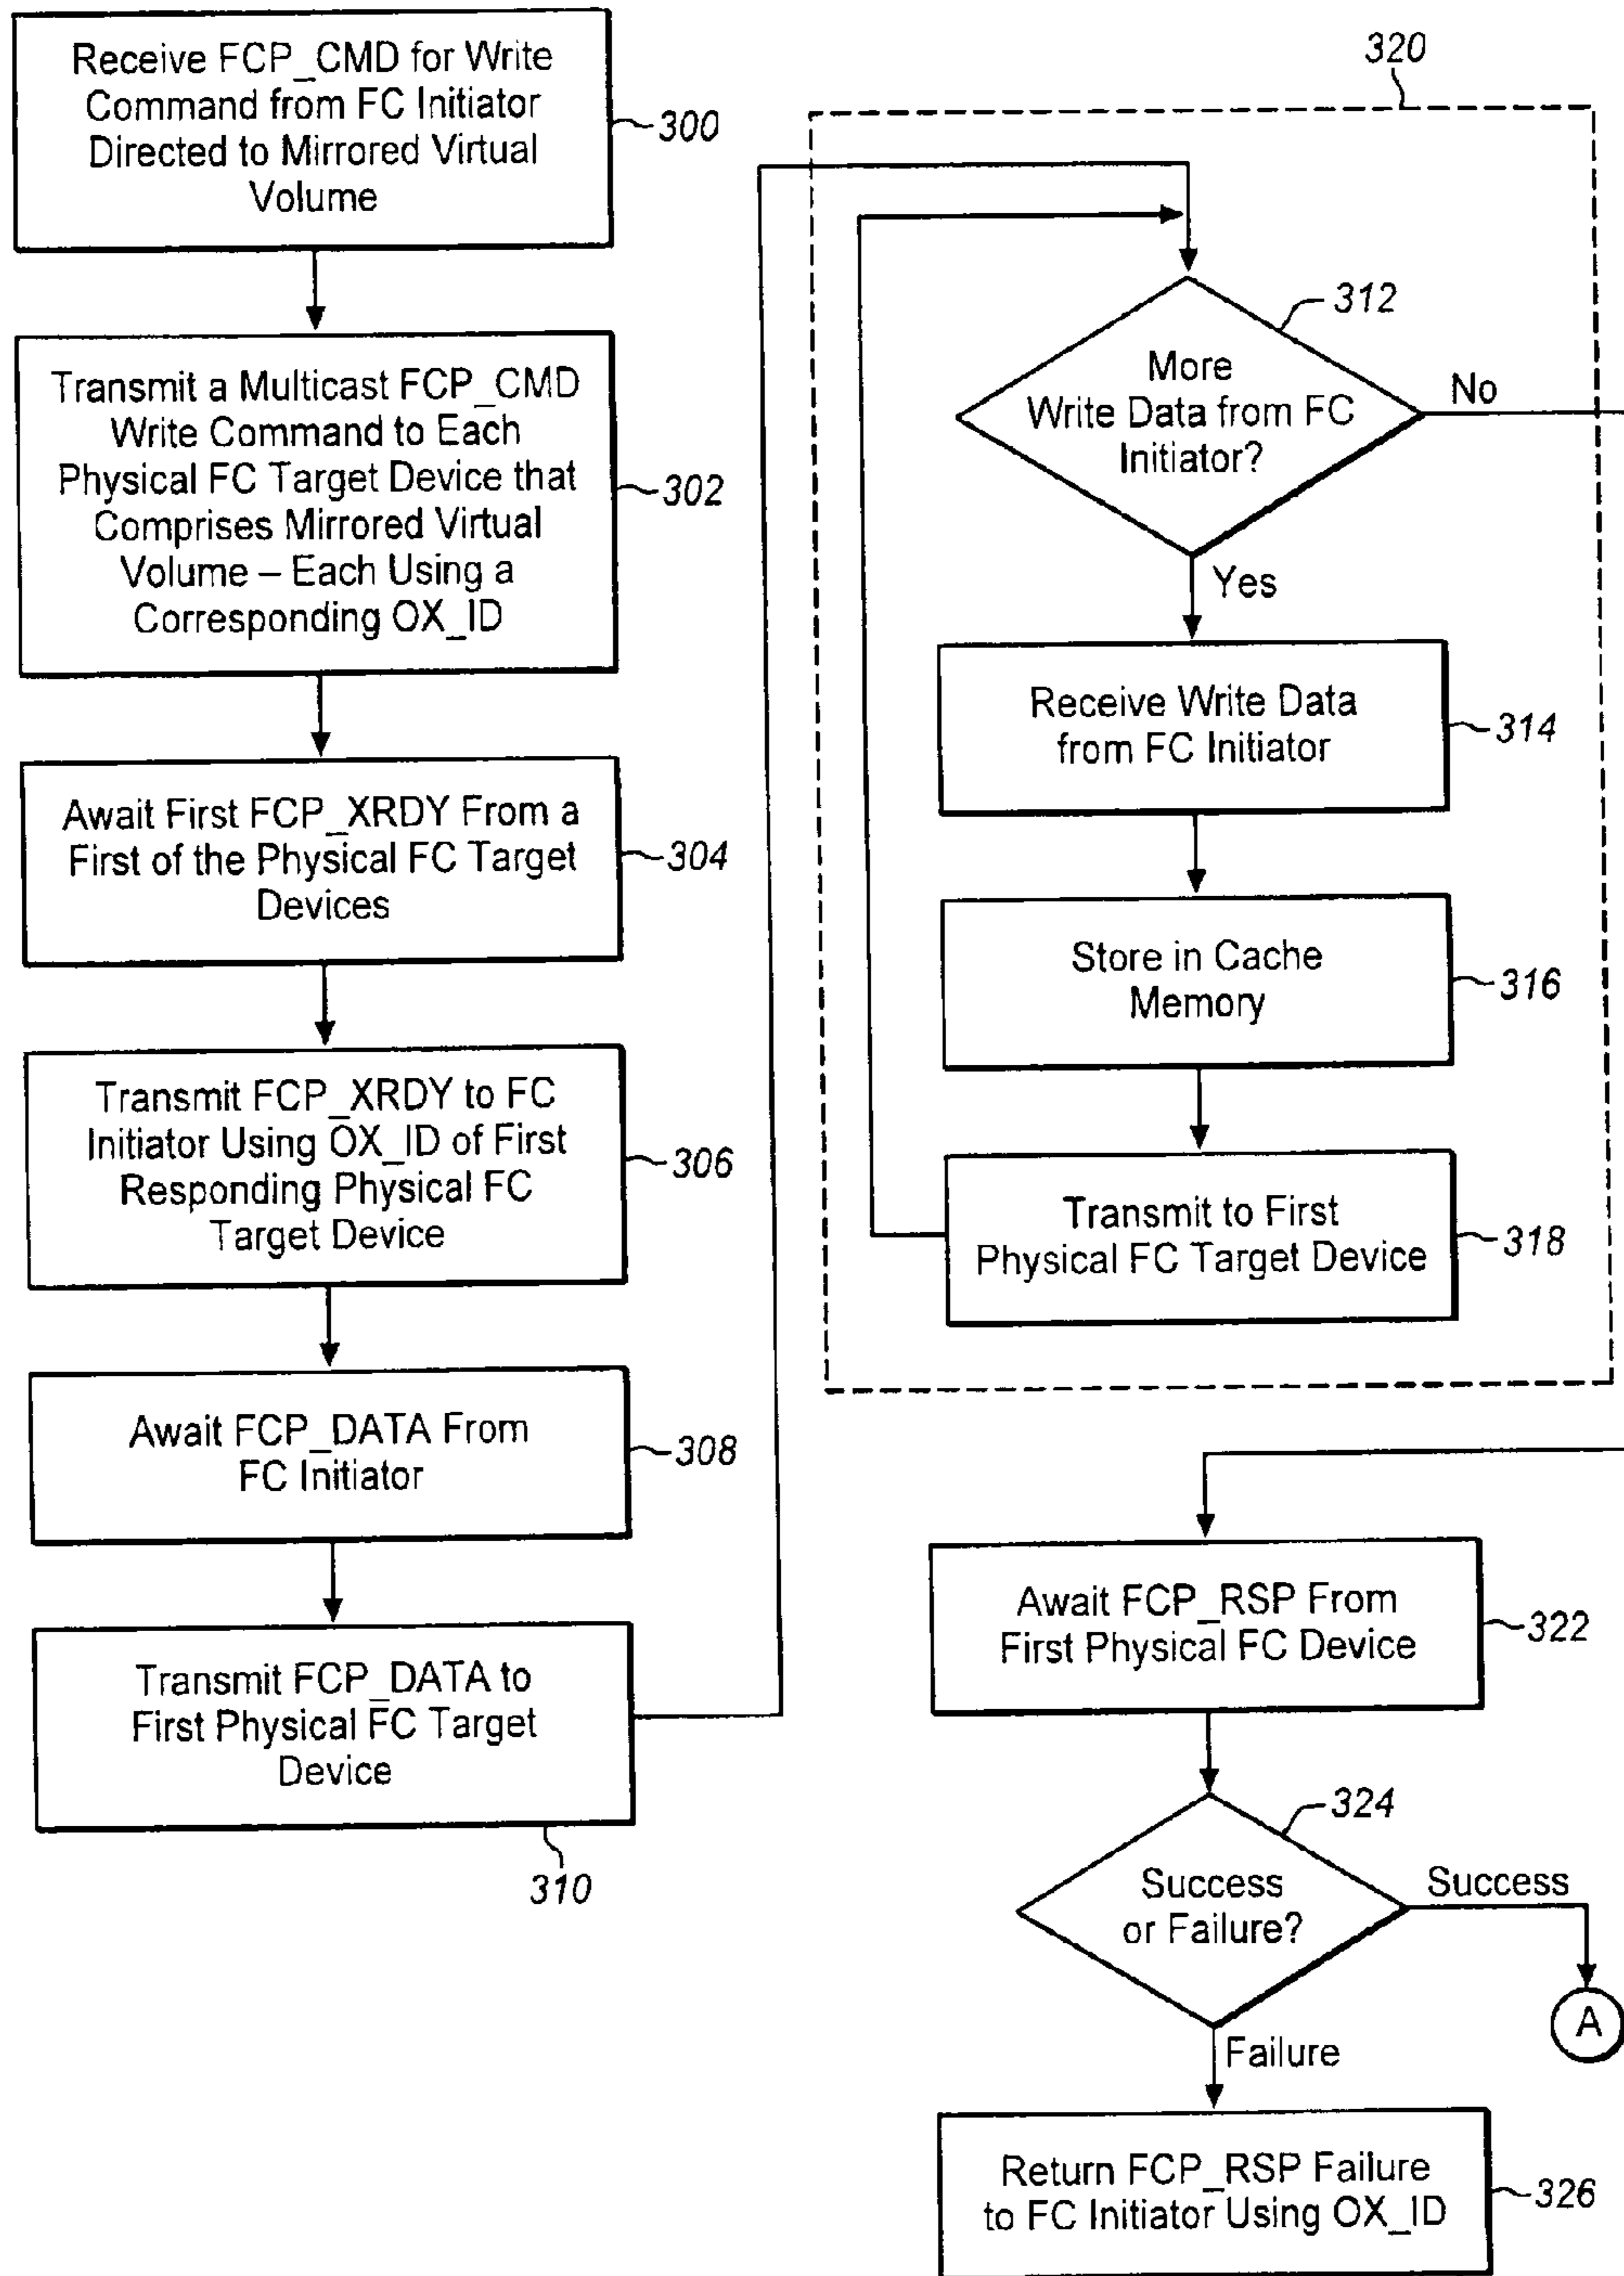 Receive FCP_CMD for Write
Command from FC Initiator
Directed to Mirrored Virtual
Volume
300
Transmit a Multicast FCP_CMD
Write Command to Each
Physical FC Target Device that
Comprises Mirrored Virtual
Volume – Each Using a
Corresponding OX_ID
302
Await First FCP_XRDY From a
First of the Physical FC Target
Devices
304
Transmit FCP_XRDY to FC
Initiator Using OX_ID of First
Responding Physical FC
Target Device
306
Await FCP_DATA From
FC Initiator
308
Transmit FCP_DATA to
First Physical FC Target
Device
310
320
312
More
Write Data from FC
Initiator?
No
Yes
Receive Write Data
from FC Initiator
314
Store in Cache
Memory
316
Transmit to First
Physical FC Target Device
318
Await FCP_RSP From
First Physical FC Device
322
324
Success
or Failure?
Success
A
Failure
Return FCP_RSP Failure
to FC Initiator Using OX_ID
326